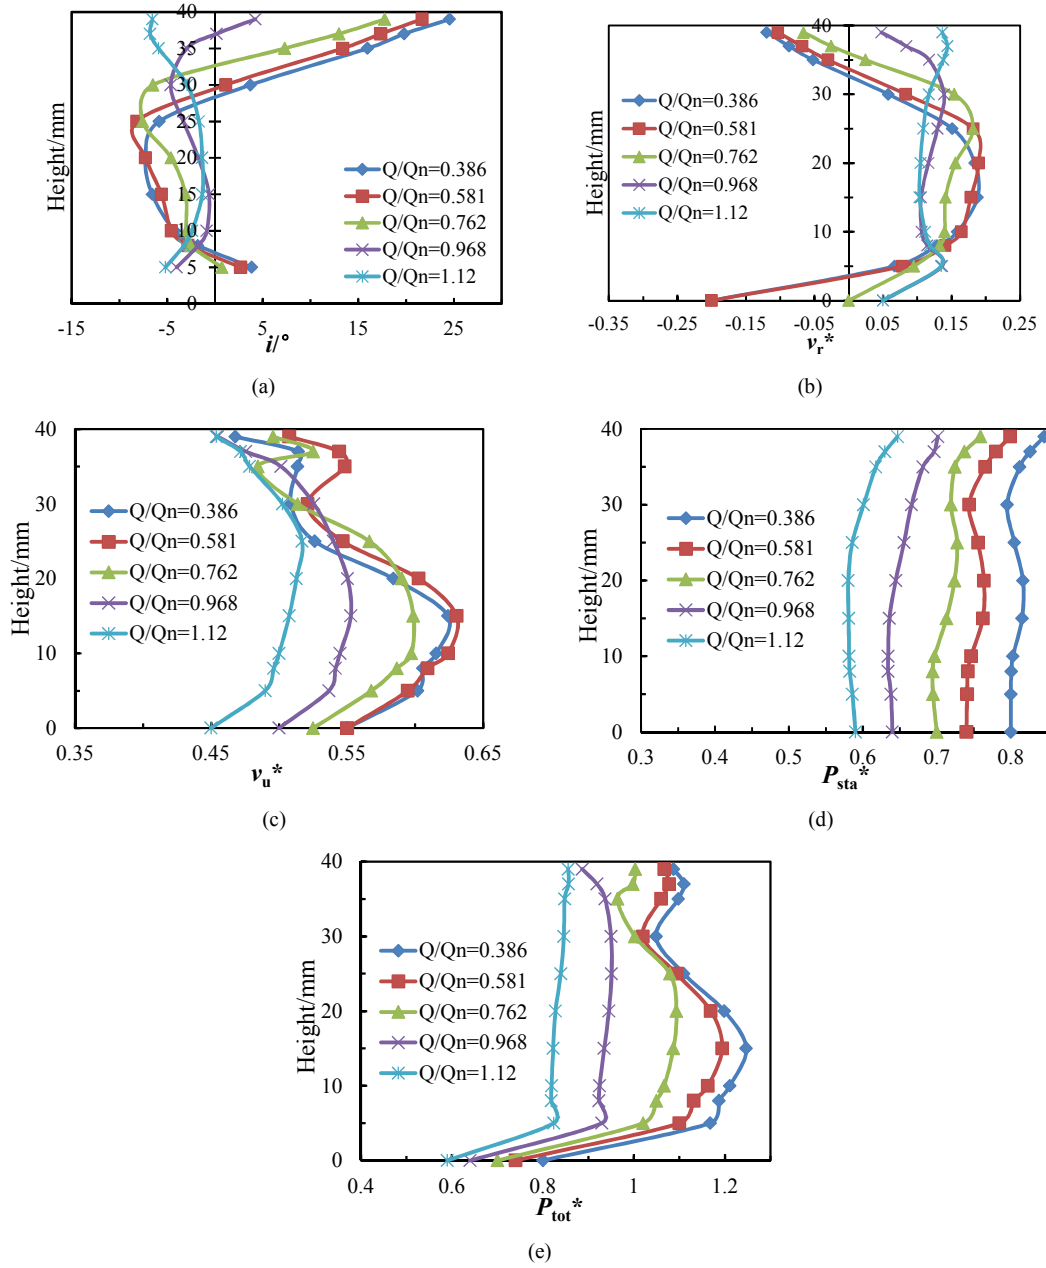 40
35
30
25
20
15
10
5
0
Height/mm
Q/Qn=0.386
Q/Qn=0.581
Q/Qn=0.762
Q/Qn=0.968
Q/Qn=1.12
-15 -5 5 15 25
i/°
(a)
40
30
20
10
0
Height/mm
Q/Qn=0.386
Q/Qn=0.581
Q/Qn=0.762
Q/Qn=0.968
Q/Qn=1.12
-0.35 -0.25 -0.15 -0.05 0.05 0.15 0.25
vr*
(b)
40
30
20
10
0
Height/mm
Q/Qn=0.386
Q/Qn=0.581
Q/Qn=0.762
Q/Qn=0.968
Q/Qn=1.12
0.35 0.45 0.55 0.65
vu*
(c)
40
30
20
10
0
Height/mm
Q/Qn=0.386
Q/Qn=0.581
Q/Qn=0.762
Q/Qn=0.968
Q/Qn=1.12
0.3 0.4 0.5 0.6 0.7 0.8
Psta*
(d)
40
30
20
10
0
Height/mm
Q/Qn=0.386
Q/Qn=0.581
Q/Qn=0.762
Q/Qn=0.968
Q/Qn=1.12
0.4 0.6 0.8 1 1.2
Ptot*
(e)